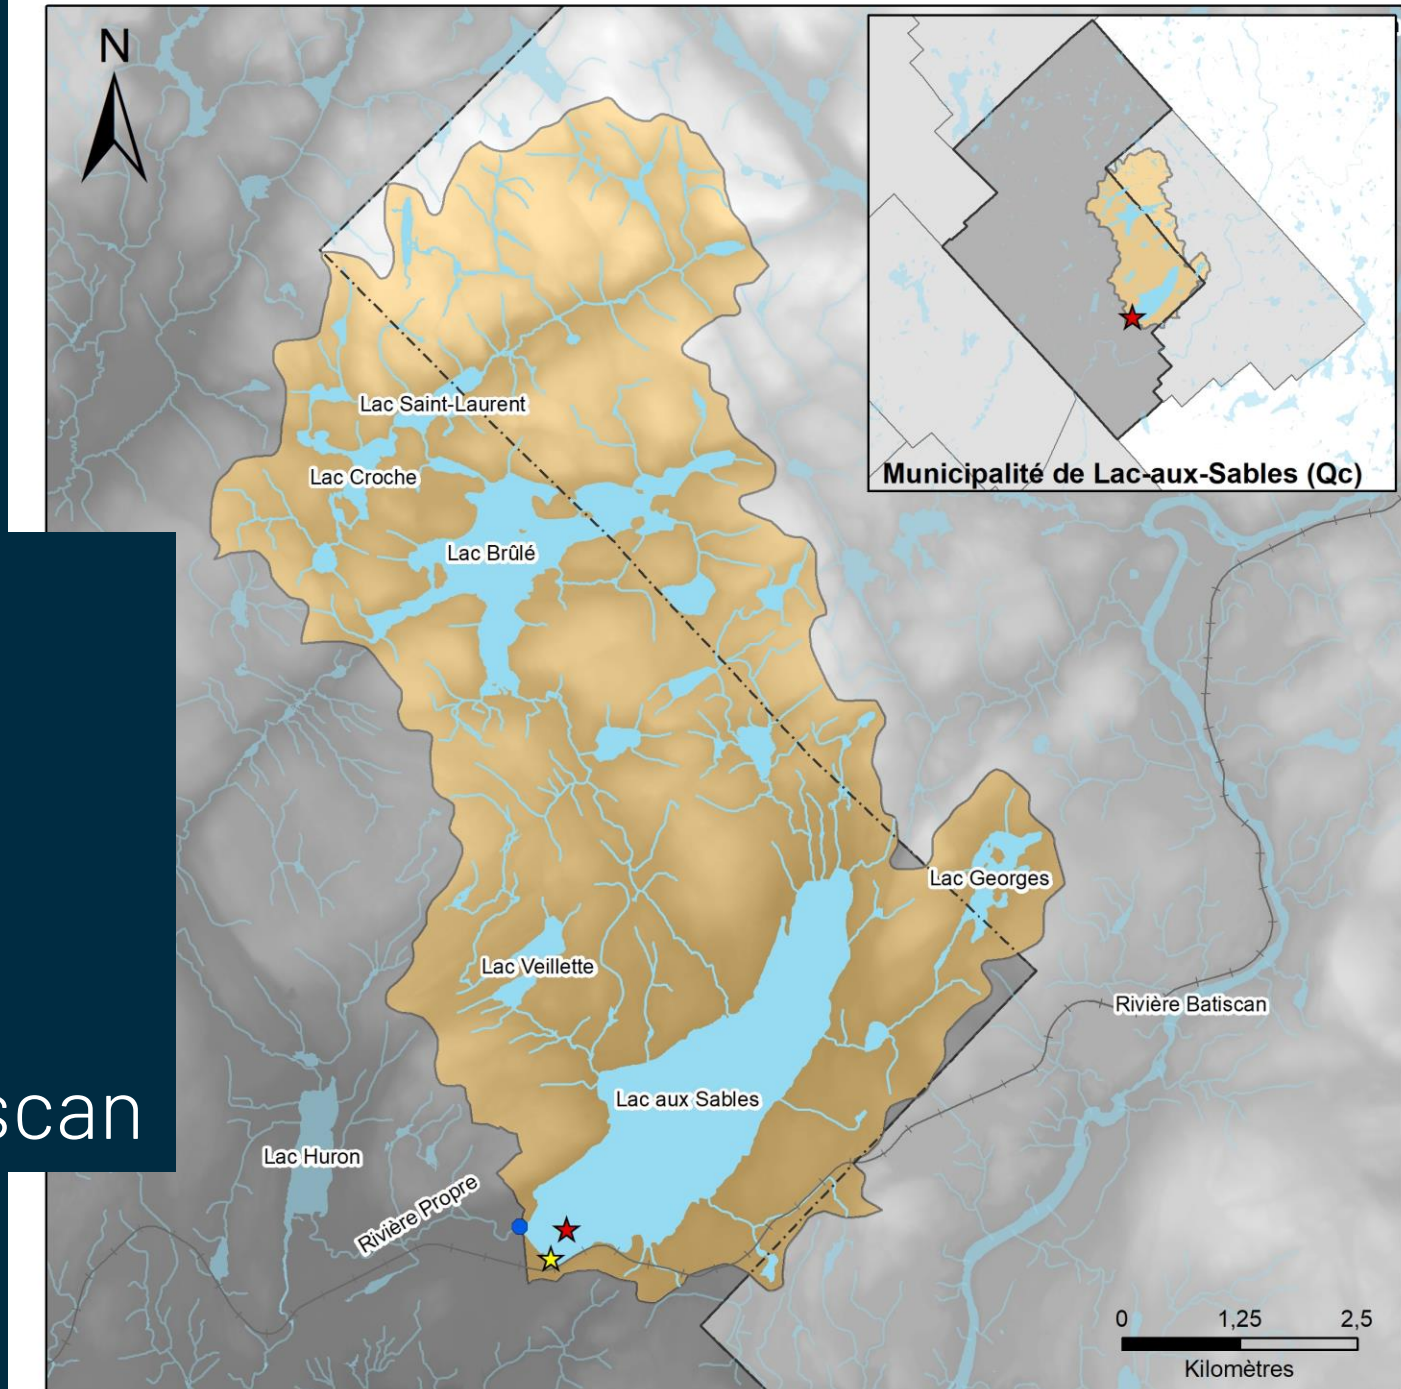 N
Municipalité de Lac-aux-Sables (Qc)
Lac Saint-Laurent
Lac Croche
Lac Brûlé
Lac Georges
Lac Veillette
Rivière Batiscan
Lac aux Sables
scan
Lac Huron
Rivière Propre
0 1,25 2,5
Kilomètres